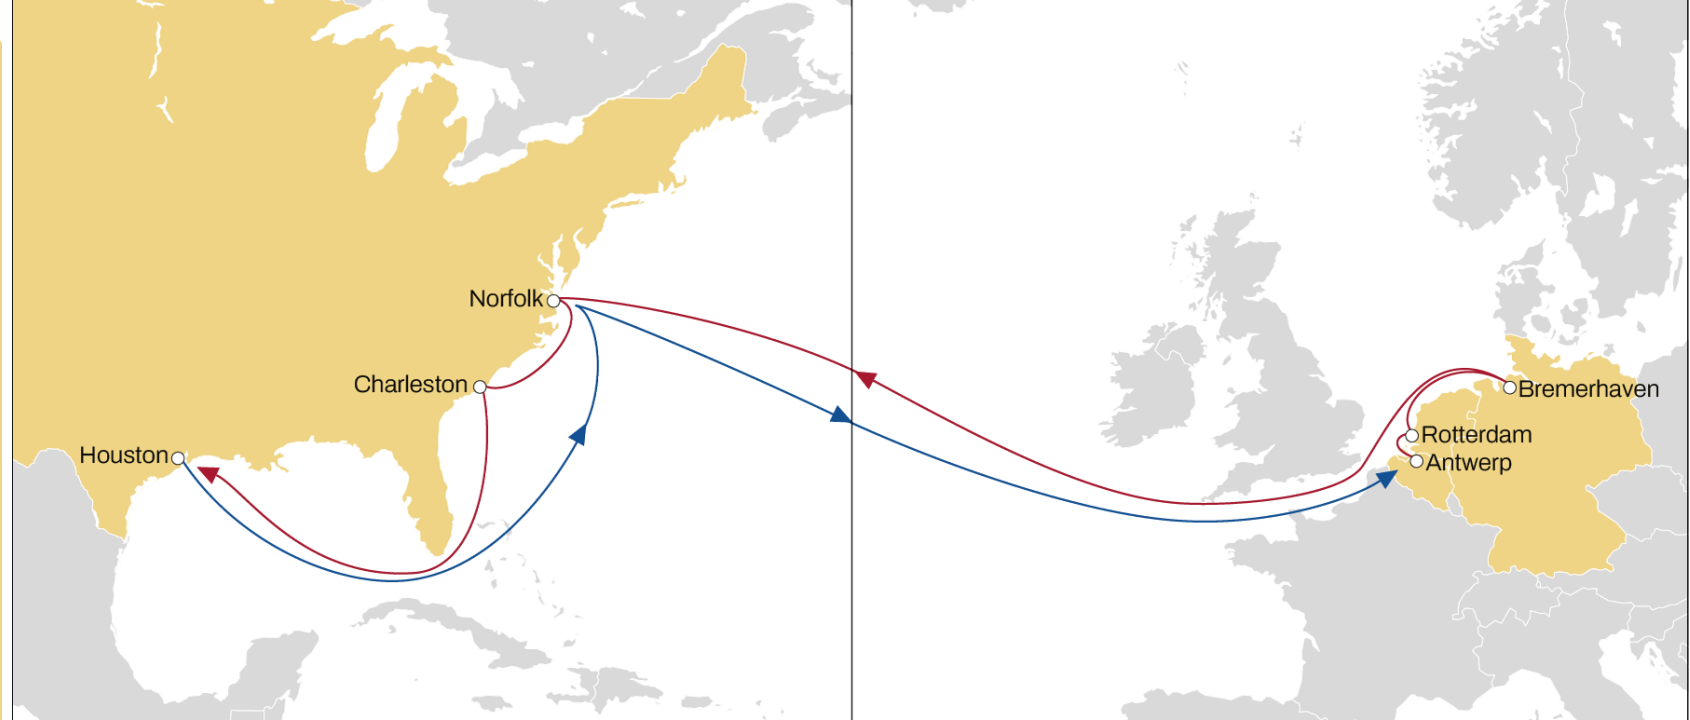 Norfolk
Charleston
Houston
Bremerhaven
Rotterdam
Antwerp